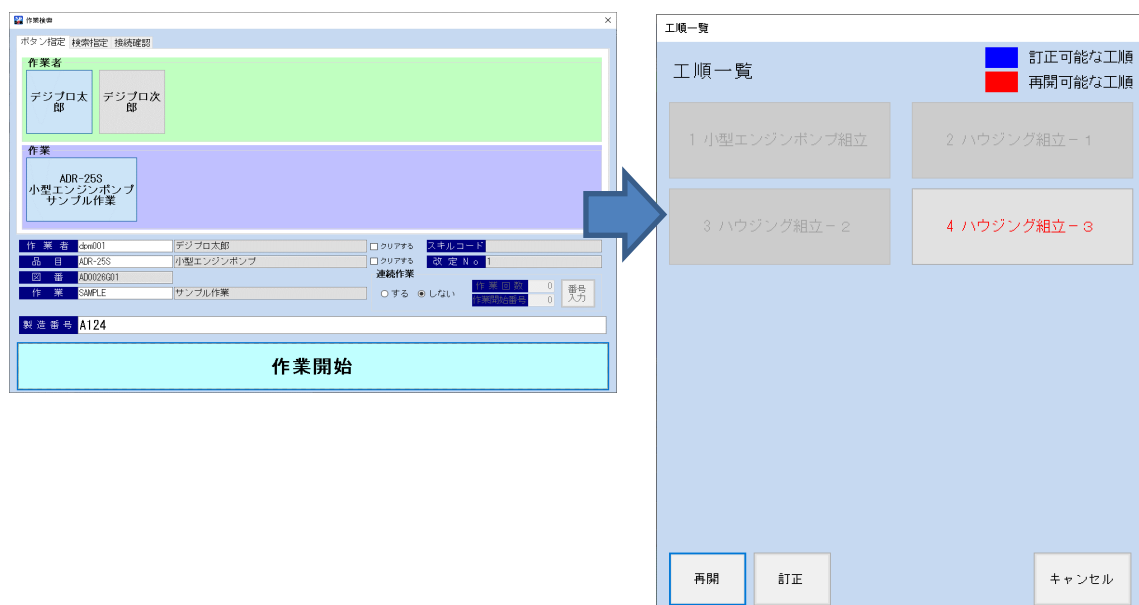 作業検索
×
ボタン指定 検索指定 接続確認
作業者
デジプロ太
郎
デジプロ次
郎
作業
ADR-25S
小型エンジンポンプ
サンプル作業
作業者 dpm001 デジプロ太郎 クリアする スキルコード
品目 ADR-25S 小型エンジンポンプ クリアする 改定No 1
図番 AD0026G01 連続作業
作業 SAMPLE サンプル作業 する しない
作業回数 0
作業開始番号 0
番号
入力
製造番号 A124
作業開始
工順一覧
工順一覧
訂正可能な工順
再開可能な工順
1 小型エンジンポンプ組立
2 ハウジング組立－1
3 ハウジング組立－2
4 ハウジング組立－3
再開 訂正 キャンセル